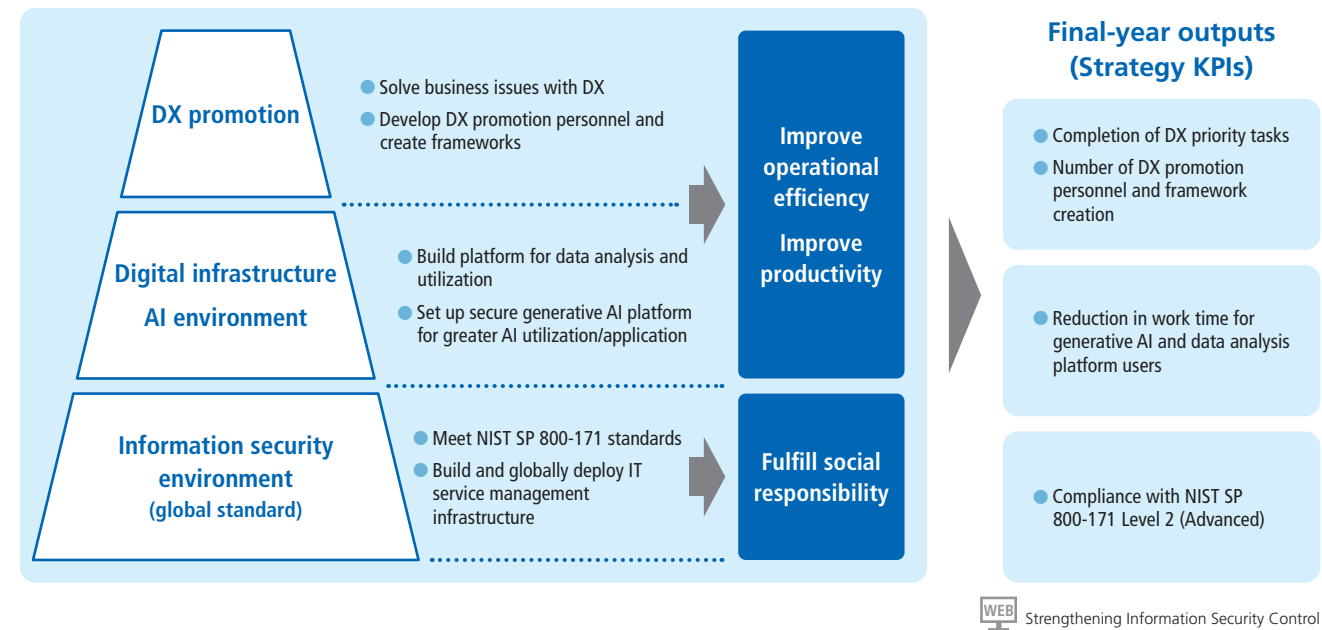 DX promotion
Solve business issues with DX
Develop DX promotion personnel and
create frameworks
Digital infrastructure
AI environment
Build platform for data analysis and
utilization
Set up secure generative AI platform
for greater AI utilization/application
Improve
operational
efficiency
Improve
productivity
Information security
environment
(global standard)
Meet NIST SP 800-171 standards
Build and globally deploy IT
service management
infrastructure
Fulfill social
responsibility
Final-year outputs
(Strategy KPIs)
Completion of DX priority tasks
Number of DX promotion
personnel and framework
creation
Reduction in work time for
generative AI and data analysis
platform users
Compliance with NIST SP
800-171 Level 2 (Advanced)
WEB Strengthening Information Security Control